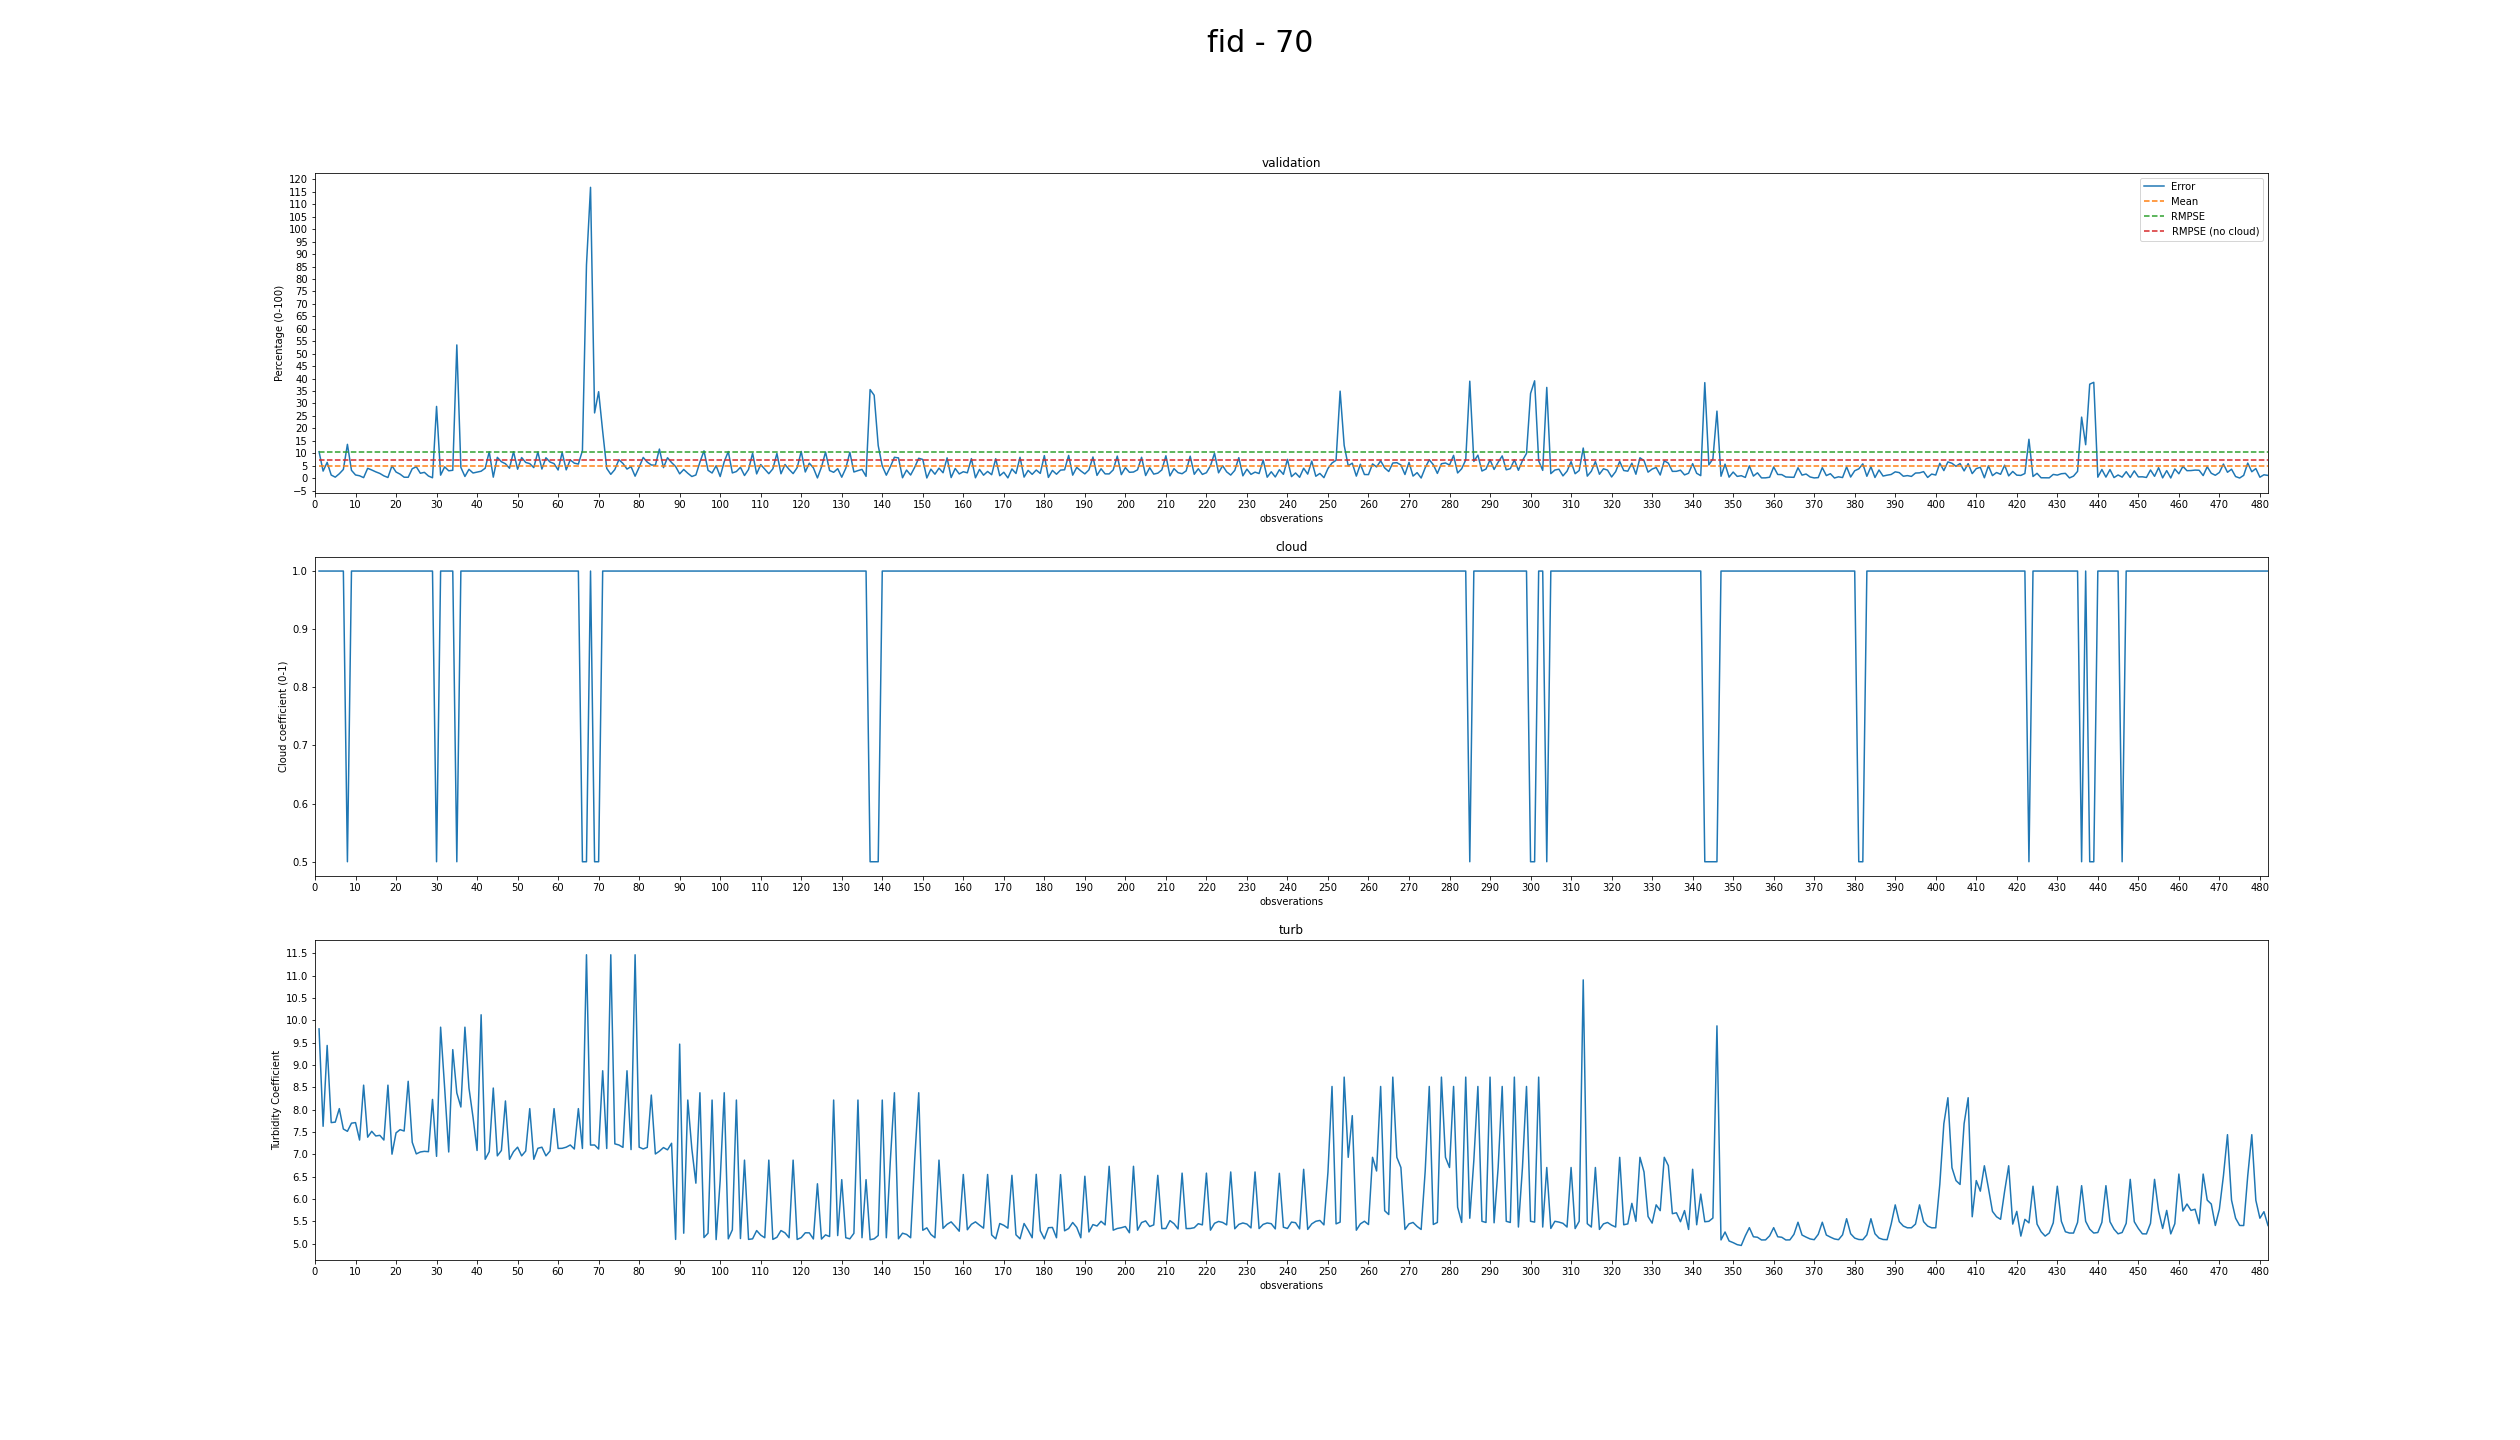 fid - 70
validation
120
115
110
105
100
95
90
85
80
75
70
65
60
55
50
45
40
35
30
25
20
15
10
5
0
−5
Percentage (0-100)
Error
Mean
RMPSE
RMPSE (no cloud)
0 10 20 30 40 50 60 70 80 90 100 110 120 130 140 150 160 170 180 190 200 210 220 230 240 250 260 270 280 290 300 310 320 330 340 350 360 370 380 390 400 410 420 430 440 450 460 470 480
obsverations
cloud
1.0
0.9
0.8
0.7
0.6
0.5
Cloud coefficient (0-1)
0 10 20 30 40 50 60 70 80 90 100 110 120 130 140 150 160 170 180 190 200 210 220 230 240 250 260 270 280 290 300 310 320 330 340 350 360 370 380 390 400 410 420 430 440 450 460 470 480
obsverations
turb
11.5
11.0
10.5
10.0
9.5
9.0
8.5
8.0
7.5
7.0
6.5
6.0
5.5
5.0
Turbidity Coefficient
0 10 20 30 40 50 60 70 80 90 100 110 120 130 140 150 160 170 180 190 200 210 220 230 240 250 260 270 280 290 300 310 320 330 340 350 360 370 380 390 400 410 420 430 440 450 460 470 480
obsverations